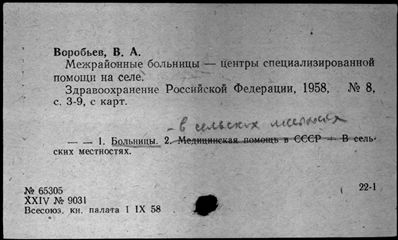 Воробьев, В. А.
Межрайонные больницы — центры специализированной
помощи на селе.
Здравоохранение Российской Федерации, 1958, № 8,
с. 3-9, с карт.
- в сельских местностях
— — 1. Больницы. 2. Медицинская помощь в СССР — В сель-
ских местностях.
№ 65305
XXIV № 9031
Всесоюз. кн. палата 1 IX 58
22-1